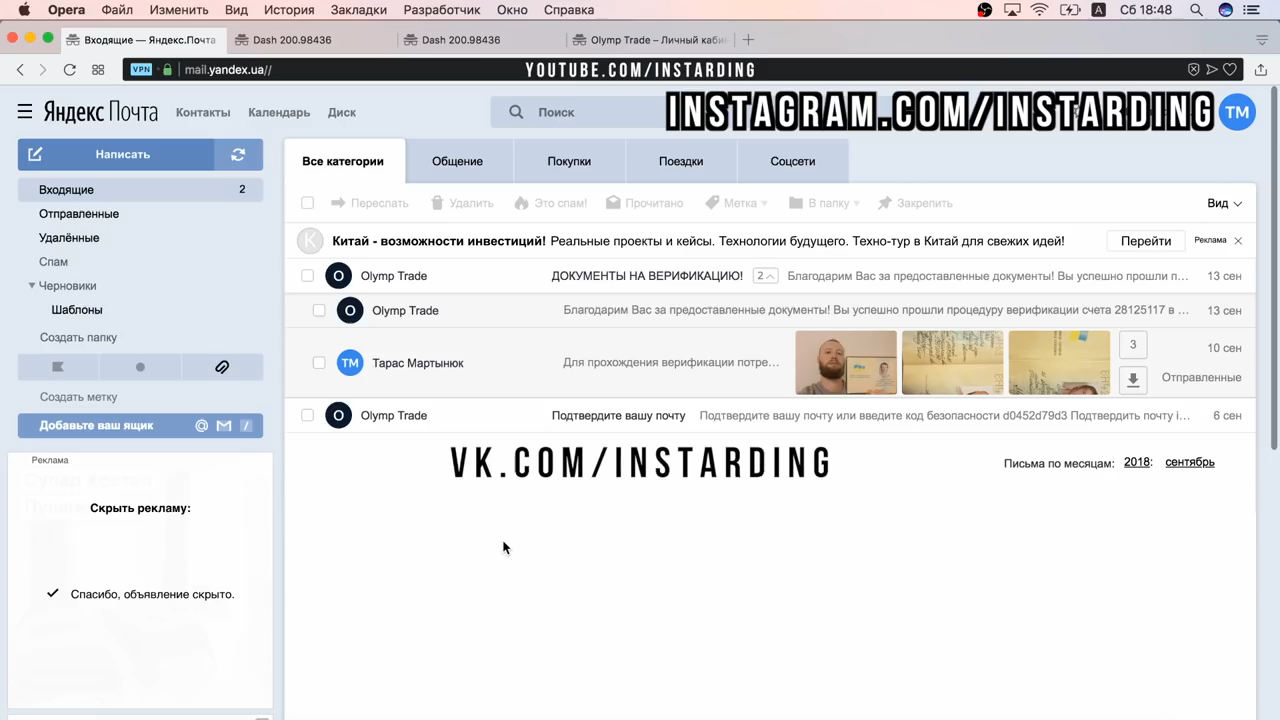 Opera Файл Изменить Вид История Закладки Разработчик Окно Справка A Сб 18:48
Входящие — Яндекс.Почта Dash 200.98436 Dash 200.98436 Olymp Trade – Личный каби
VPN mail.yandex.ua// YOUTUBE.COM/INSTARDING
Яндекс Почта Контакты Календарь Диск Поиск INSTAGRAM.COM/INSTARDING TM
Написать
Все категории Общение Покупки Поездки Соцсети
Входящие 2
Отправленные
Удалённые
Спам
Черновики
Шаблоны
Создать папку
Создать метку
Добавьте ваш ящик
Переслать Удалить Это спам! Прочитано Метка В папку Закрепить Вид
К Китай - возможности инвестиций! Реальные проекты и кейсы. Технологии будущего. Техно-тур в Китай для свежих идей! Перейти Реклама
O Olymp Trade ДОКУМЕНТЫ НА ВЕРИФИКАЦИЮ! 2 Благодарим Вас за предоставленные документы! Вы успешно прошли п... 13 сен
O Olymp Trade Благодарим Вас за предоставленные документы! Вы успешно прошли процедуру верификации счета 28125117 в ... 13 сен
ТМ Тарас Мартынюк Для прохождения верификации потре... 3 10 сен
Отправленные
O Olymp Trade Подтвердите вашу почту Подтвердите вашу почту или введите код безопасности d0452d79d3 Подтвердить почту i... 6 сен
VK.COM/INSTARDING
Письма по месяцам: 2018: сентябрь
Реклама
Скрыть рекламу:
Спасибо, объявление скрыто.